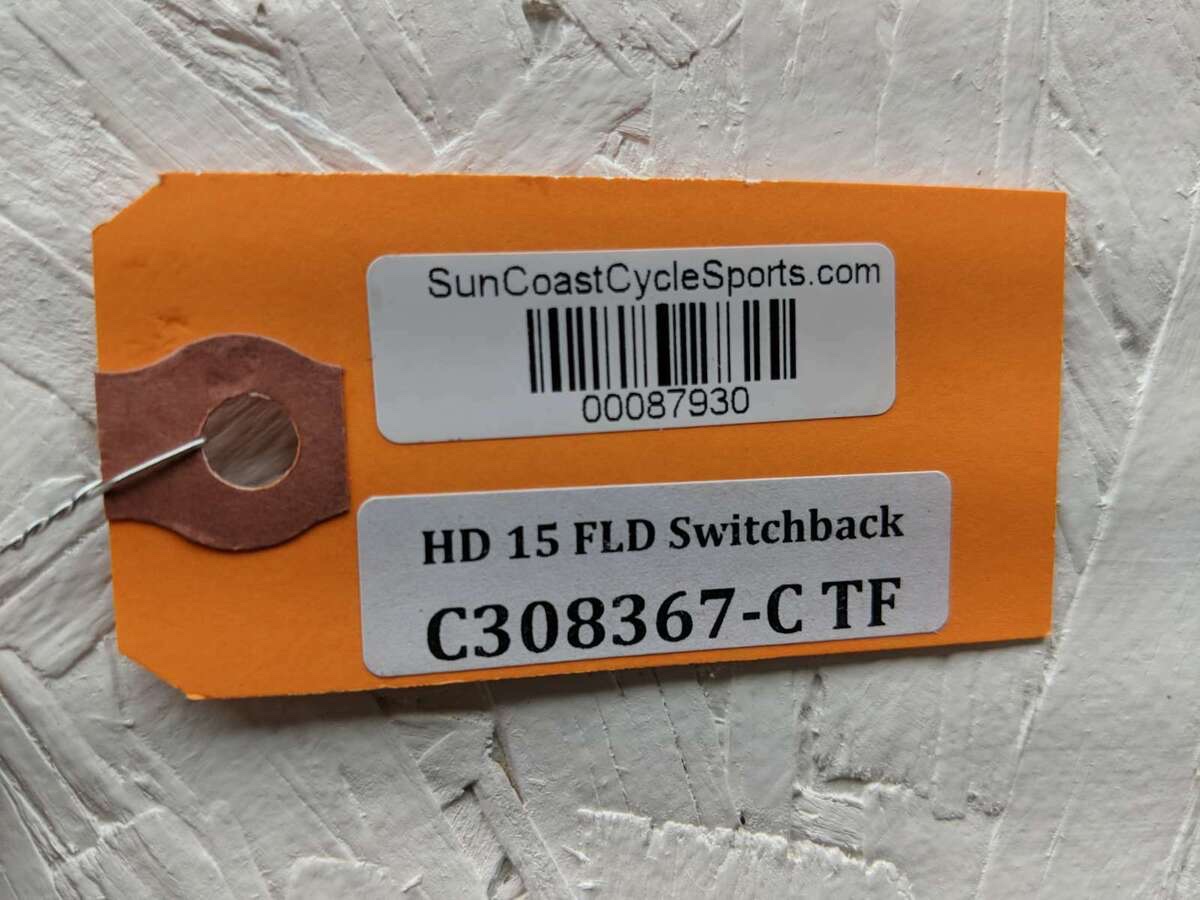 SunCoastCycleSports.com
00087930
HD 15 FLD Switchback
C308367-C TF